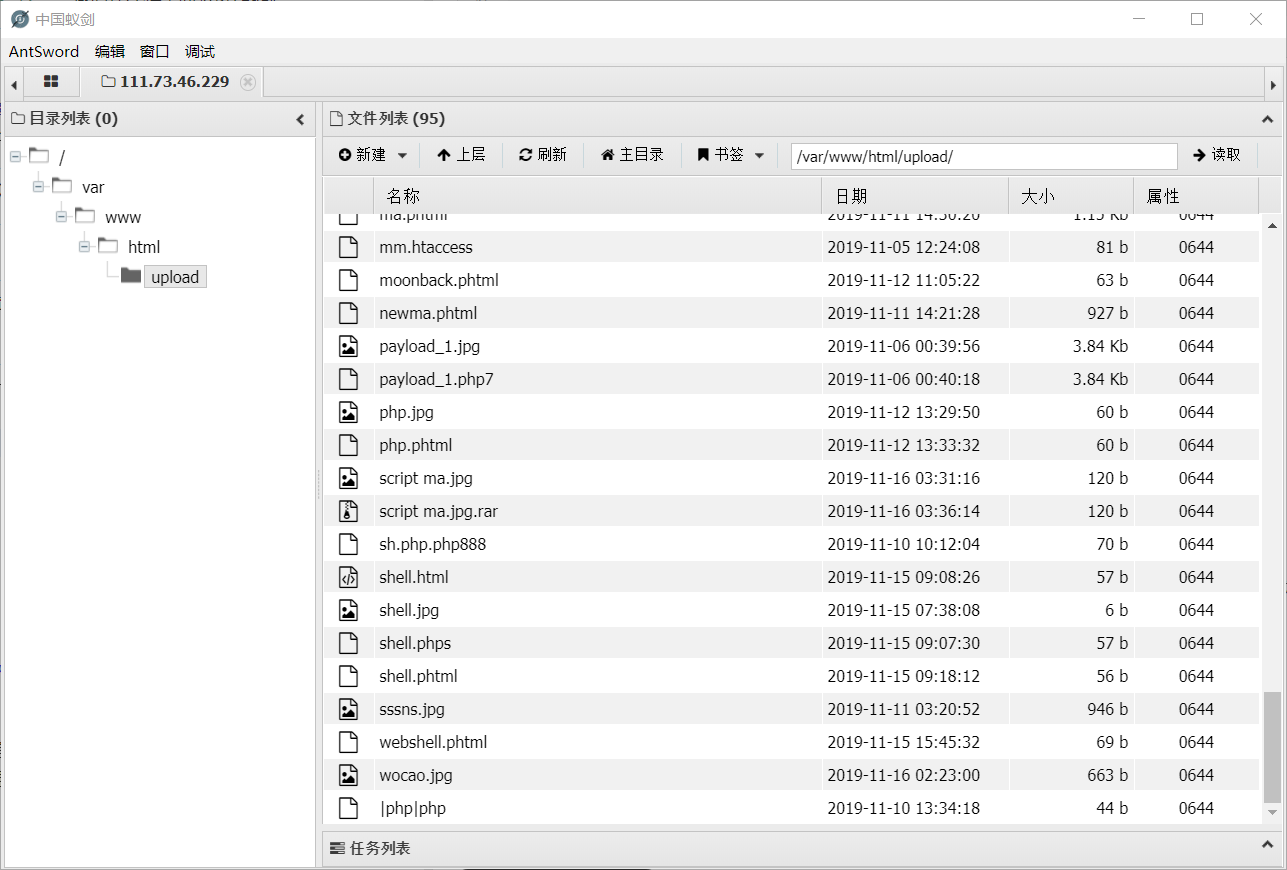 中国蚁剑
AntSword 编辑 窗口 调试
111.73.46.229
目录列表 (0)
/
var
www
html
upload
文件列表 (95)
新建 上层 刷新 主目录 书签 /var/www/html/upload/ 读取
名称 日期 大小 属性
ma.phtml 2019-11-11 14:30:20 1.15 Kb 0644
mm.htaccess 2019-11-05 12:24:08 81 b 0644
moonback.phtml 2019-11-12 11:05:22 63 b 0644
newma.phtml 2019-11-11 14:21:28 927 b 0644
payload_1.jpg 2019-11-06 00:39:56 3.84 Kb 0644
payload_1.php7 2019-11-06 00:40:18 3.84 Kb 0644
php.jpg 2019-11-12 13:29:50 60 b 0644
php.phtml 2019-11-12 13:33:32 60 b 0644
script ma.jpg 2019-11-16 03:31:16 120 b 0644
script ma.jpg.rar 2019-11-16 03:36:14 120 b 0644
sh.php.php888 2019-11-10 10:12:04 70 b 0644
shell.html 2019-11-15 09:08:26 57 b 0644
shell.jpg 2019-11-15 07:38:08 6 b 0644
shell.phps 2019-11-15 09:07:30 57 b 0644
shell.phtml 2019-11-15 09:18:12 56 b 0644
sssns.jpg 2019-11-11 03:20:52 946 b 0644
webshell.phtml 2019-11-15 15:45:32 69 b 0644
wocao.jpg 2019-11-16 02:23:00 663 b 0644
|php|php 2019-11-10 13:34:18 44 b 0644
任务列表